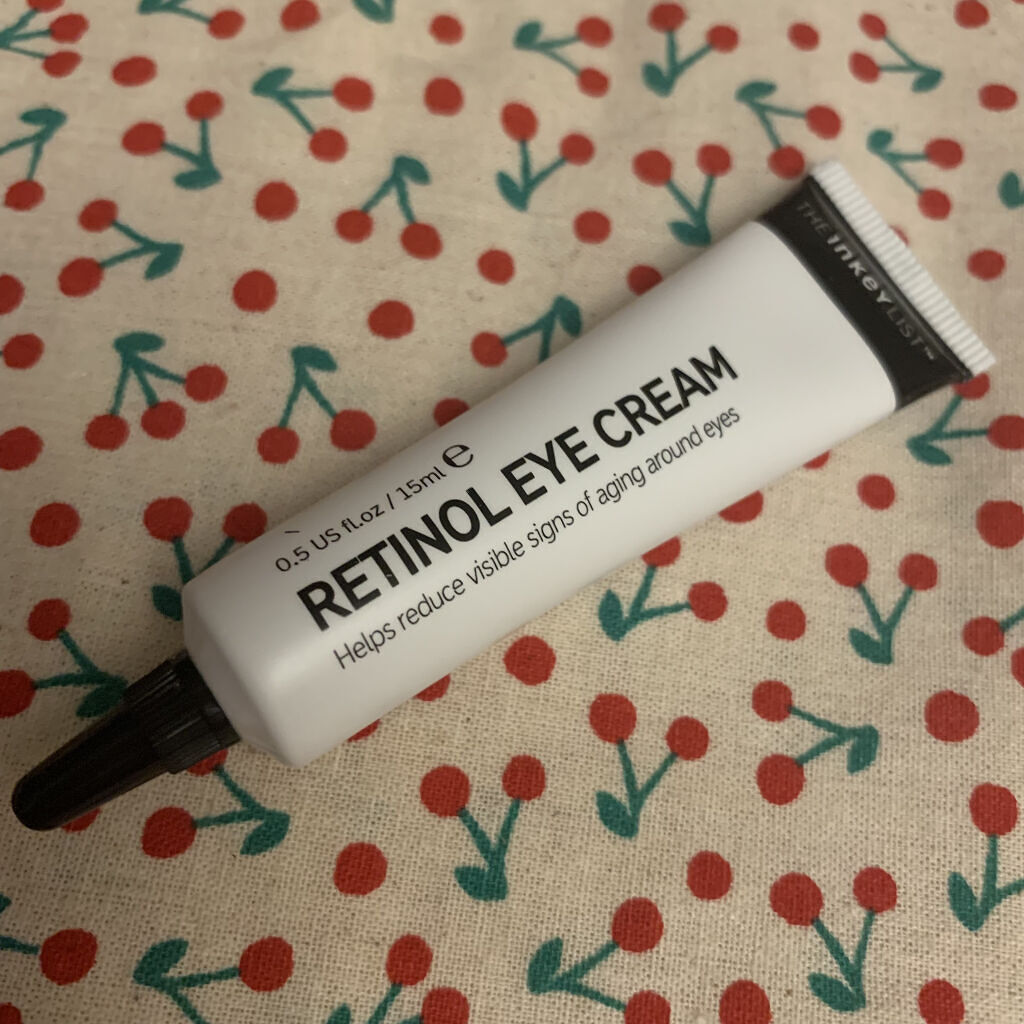 THE INKEY LIST™
0.5 US fl.oz / 15ml ℮
RETINOL EYE CREAM
Helps reduce visible signs of aging around eyes